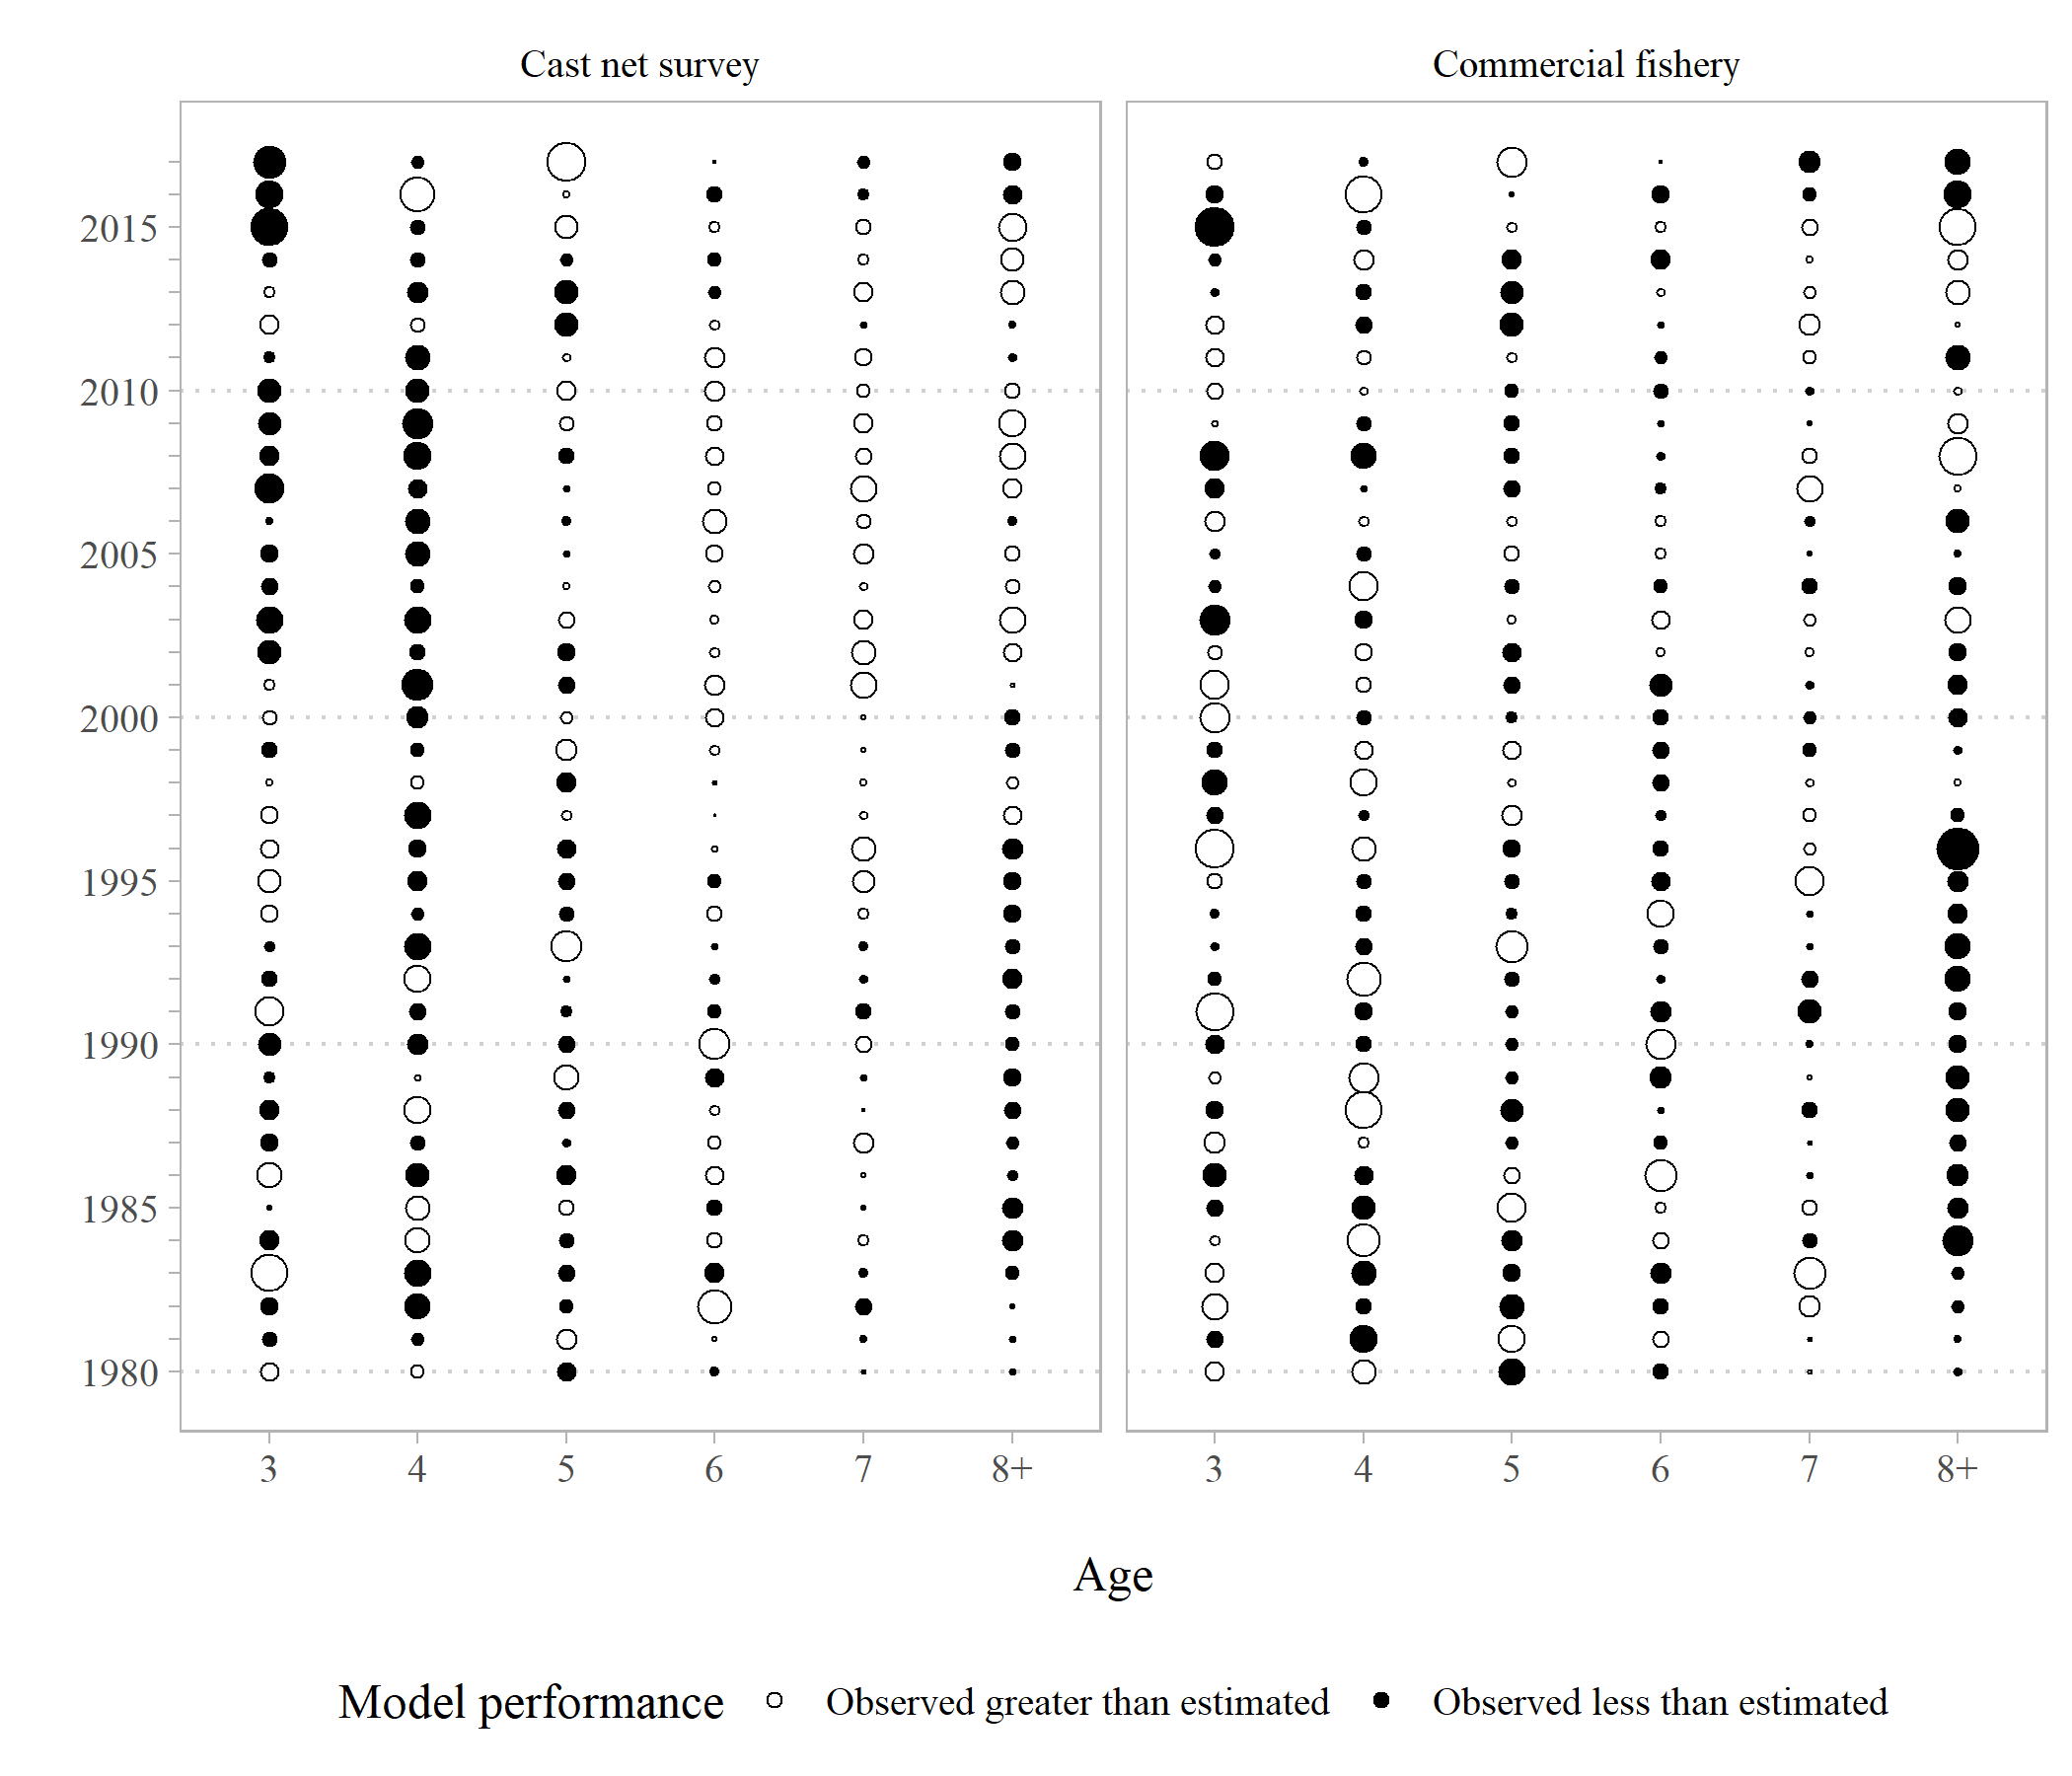 Cast net survey Commercial fishery
2015
2010
2005
2000
1995
1990
1985
1980
3 4 5 6 7 8+ 3 4 5 6 7 8+
Age
Model performance Observed greater than estimated Observed less than estimated